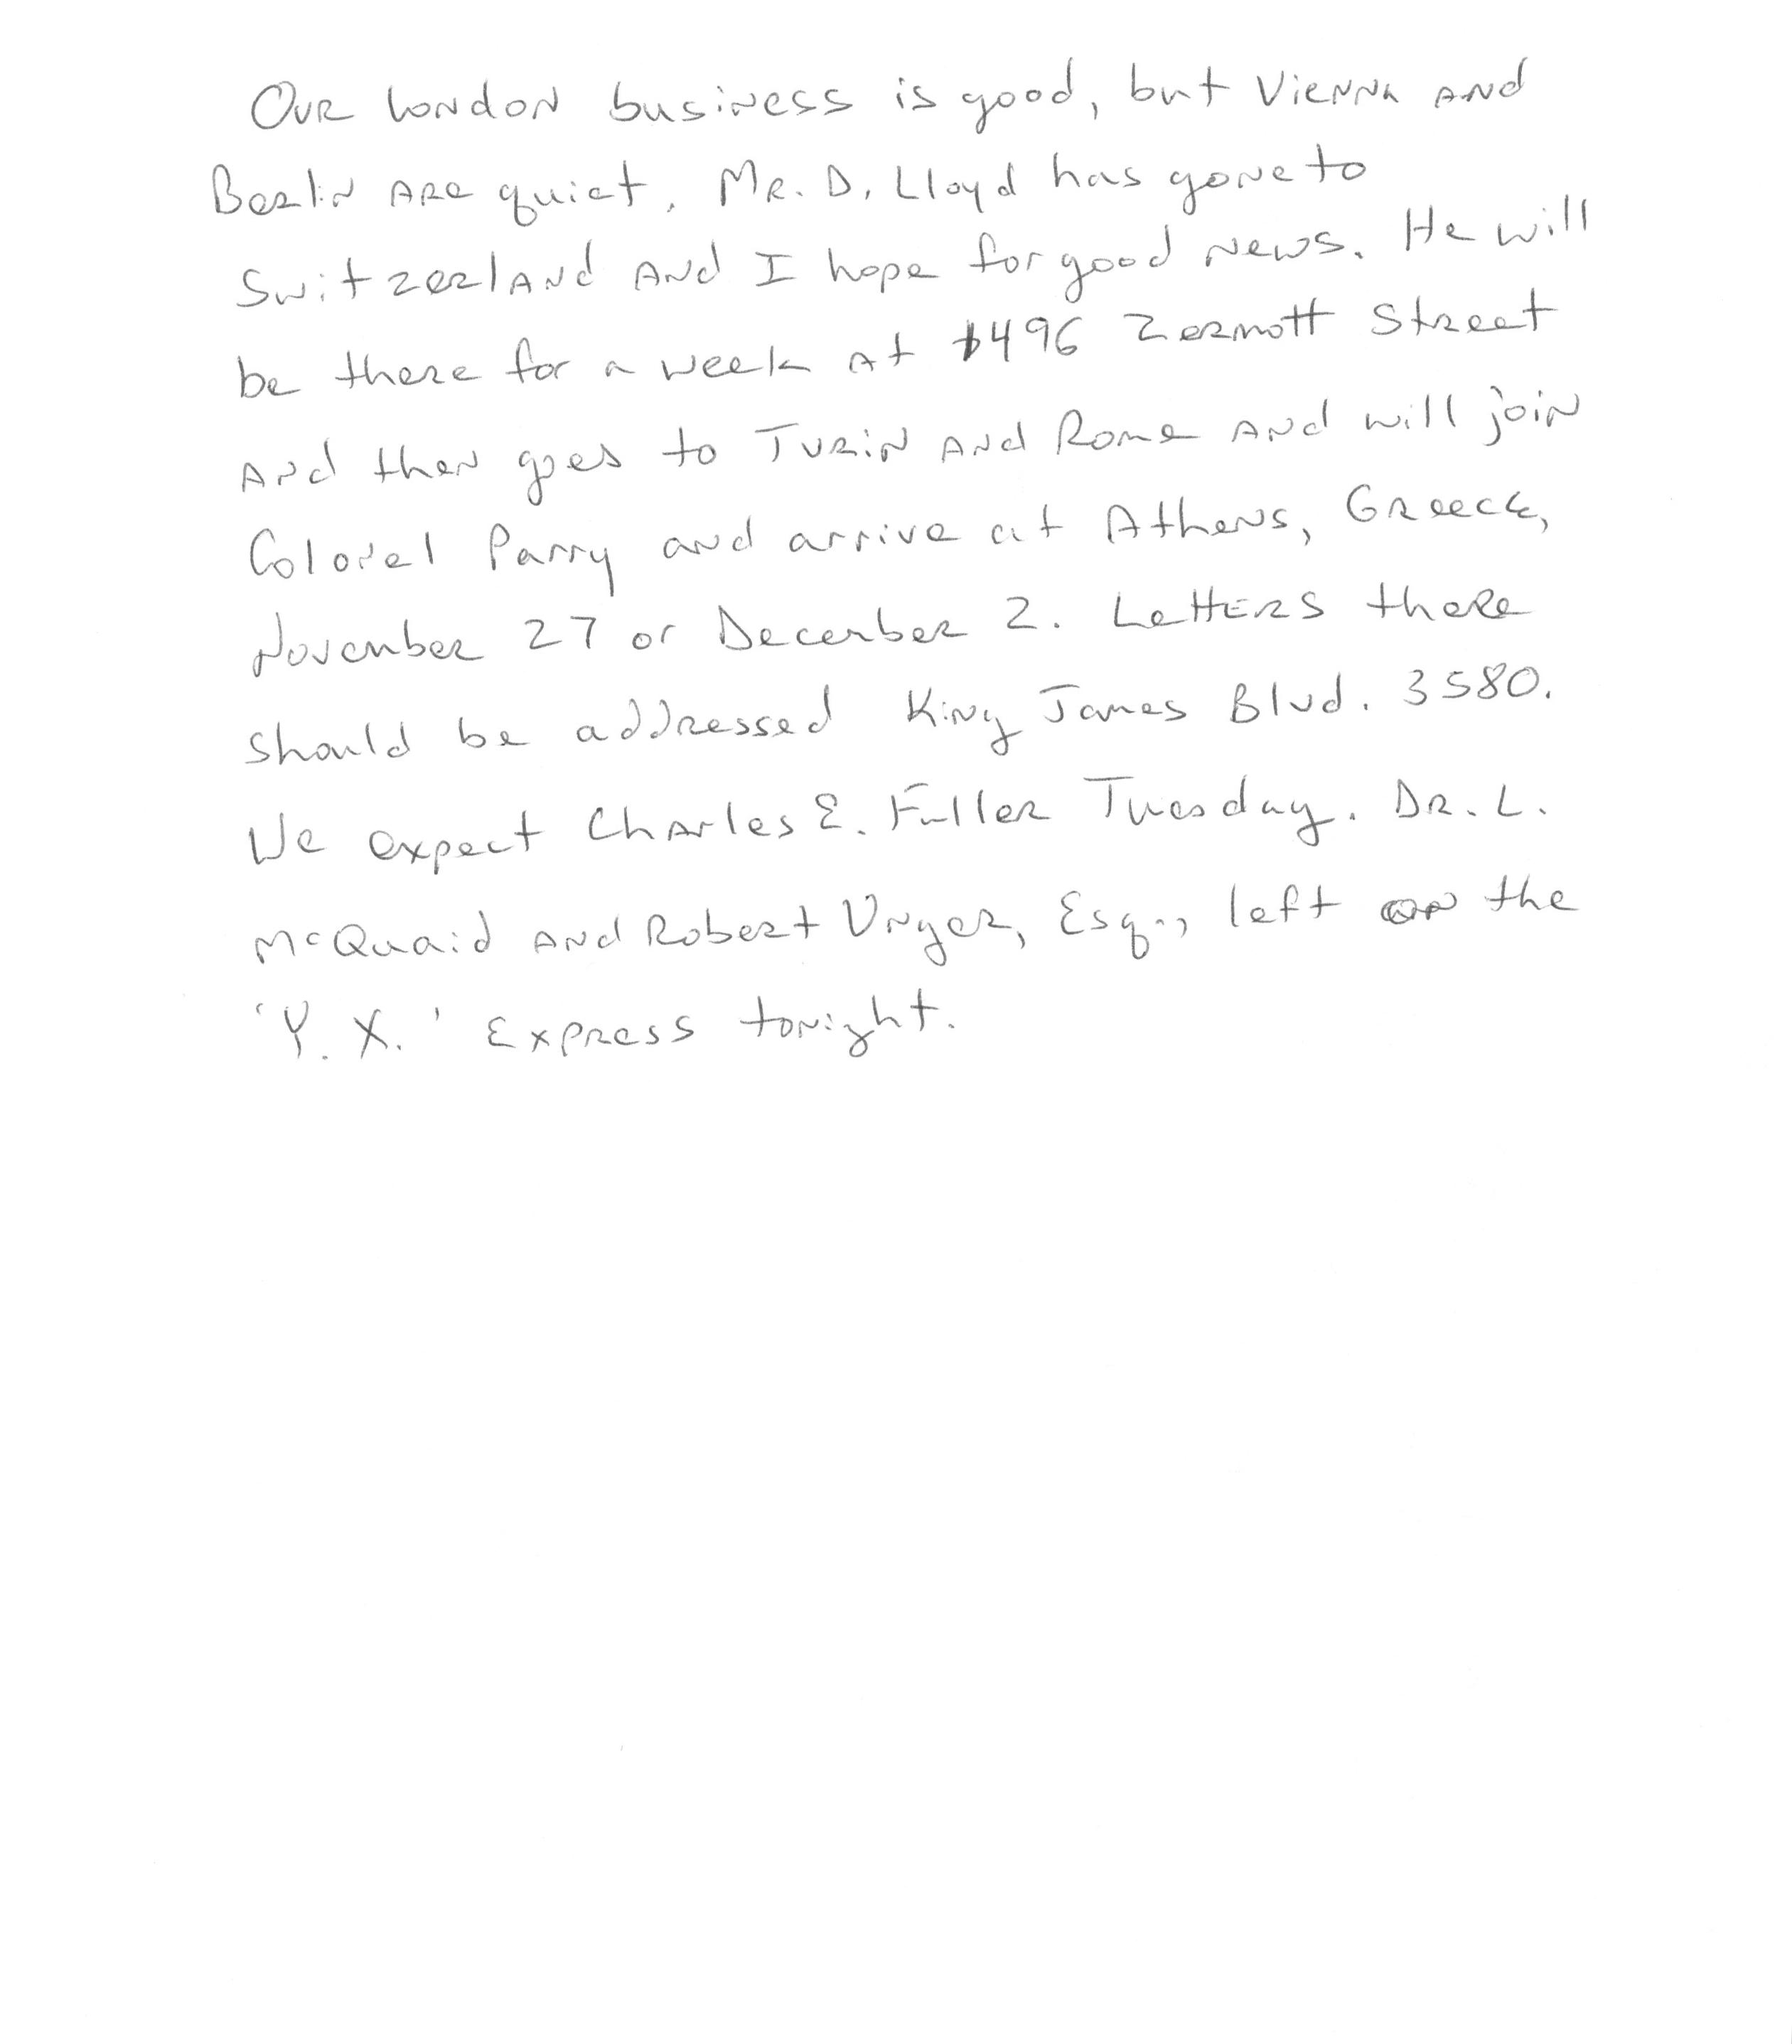 Our London business is good, but Vienna and
Berlin are quiet. Mr. D. Lloyd has gone to
Switzerland and I hope for good news. He will
be there for a week at 1496 Zermott Street
and then goes to Turin and Rome and will join
Colonel Parry and arrive at Athens, Greece,
November 27 or December 2. Letters there
should be addressed King James Blvd. 3580.
We expect Charles E. Fuller Tuesday. Dr. L.
McQuaid and Robert Unger, Esq., left on the
'Y. X.' Express tonight.